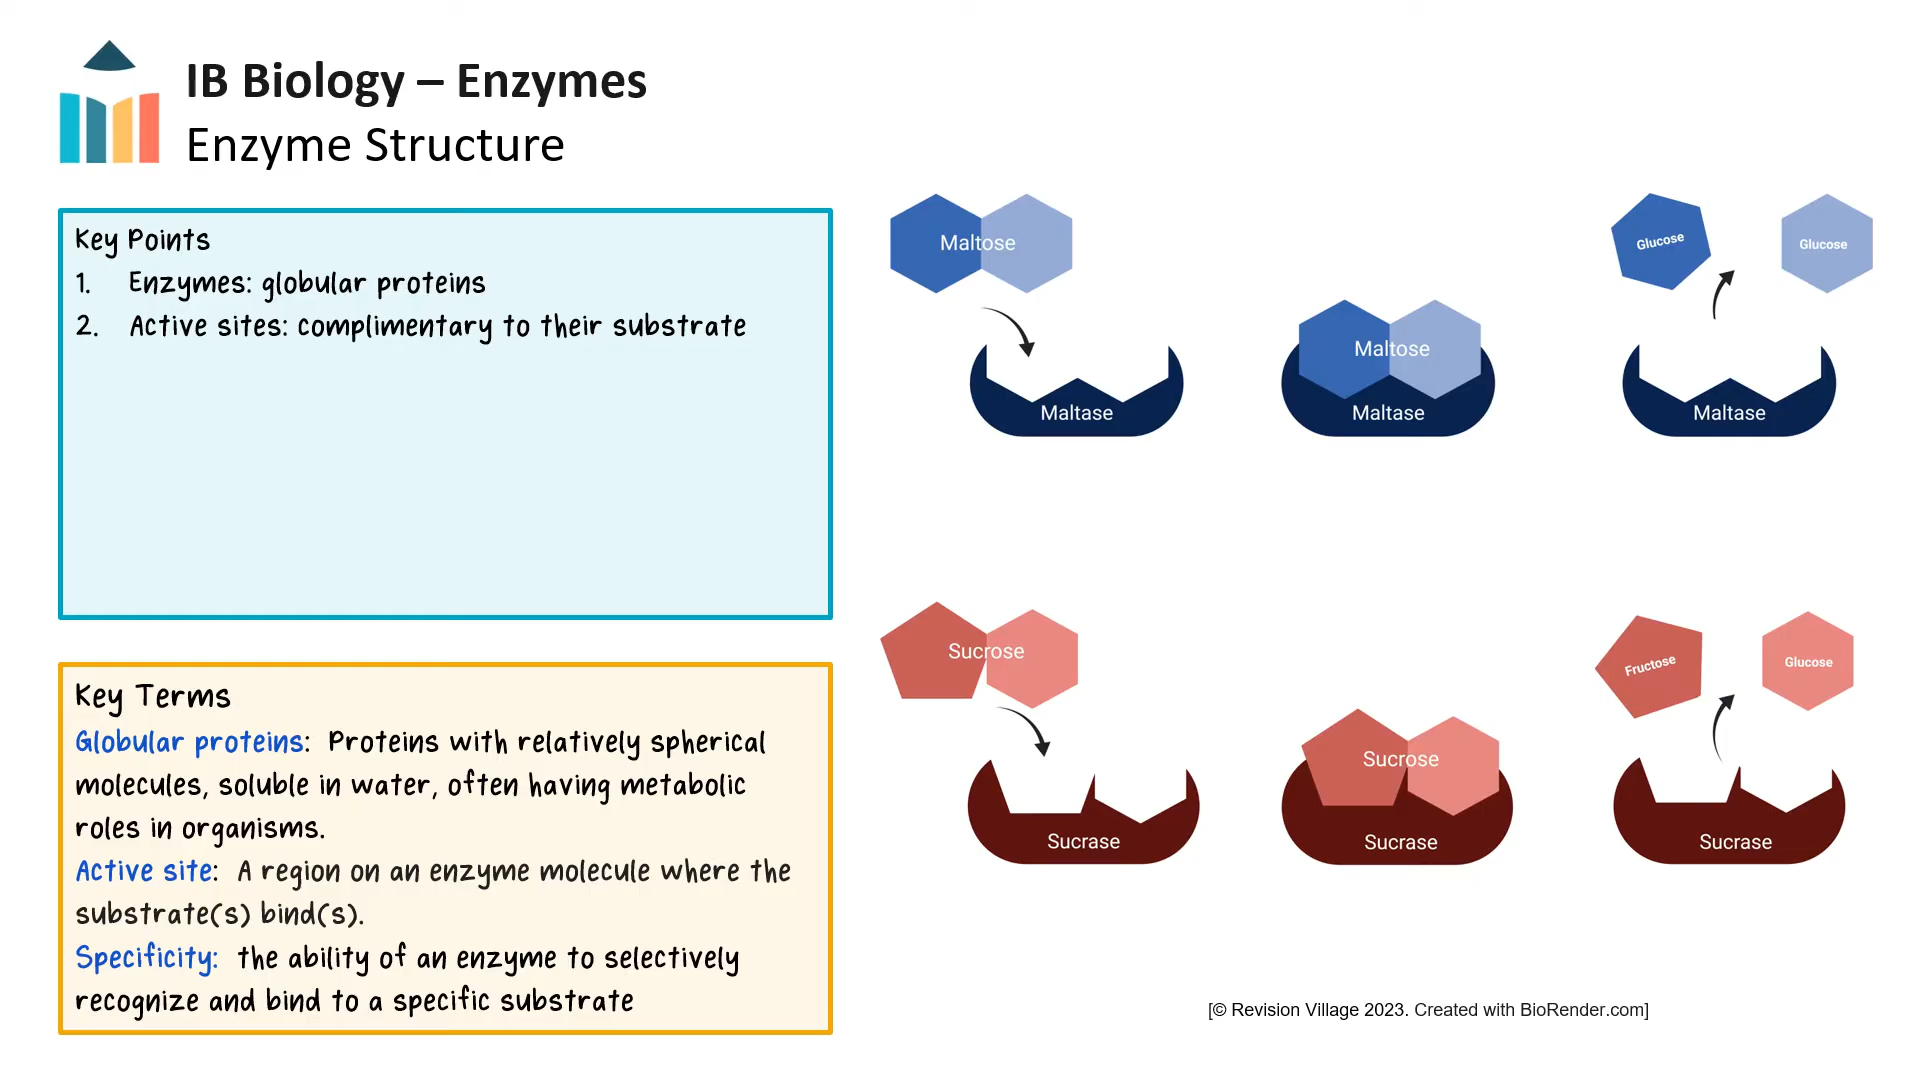 IB Biology – Enzymes
Enzyme Structure
Key Points
1. Enzymes: globular proteins
2. Active sites: complimentary to their substrate
Key Terms
Globular proteins: Proteins with relatively spherical
molecules, soluble in water, often having metabolic
roles in organisms.
Active site: A region on an enzyme molecule where the
substrate(s) bind(s).
Specificity: the ability of an enzyme to selectively
recognize and bind to a specific substrate
Maltose
Maltase
Maltose
Maltase
Glucose
Glucose
Maltase
Sucrose
Sucrase
Sucrose
Sucrase
Fructose
Glucose
Sucrase
[© Revision Village 2023. Created with BioRender.com]